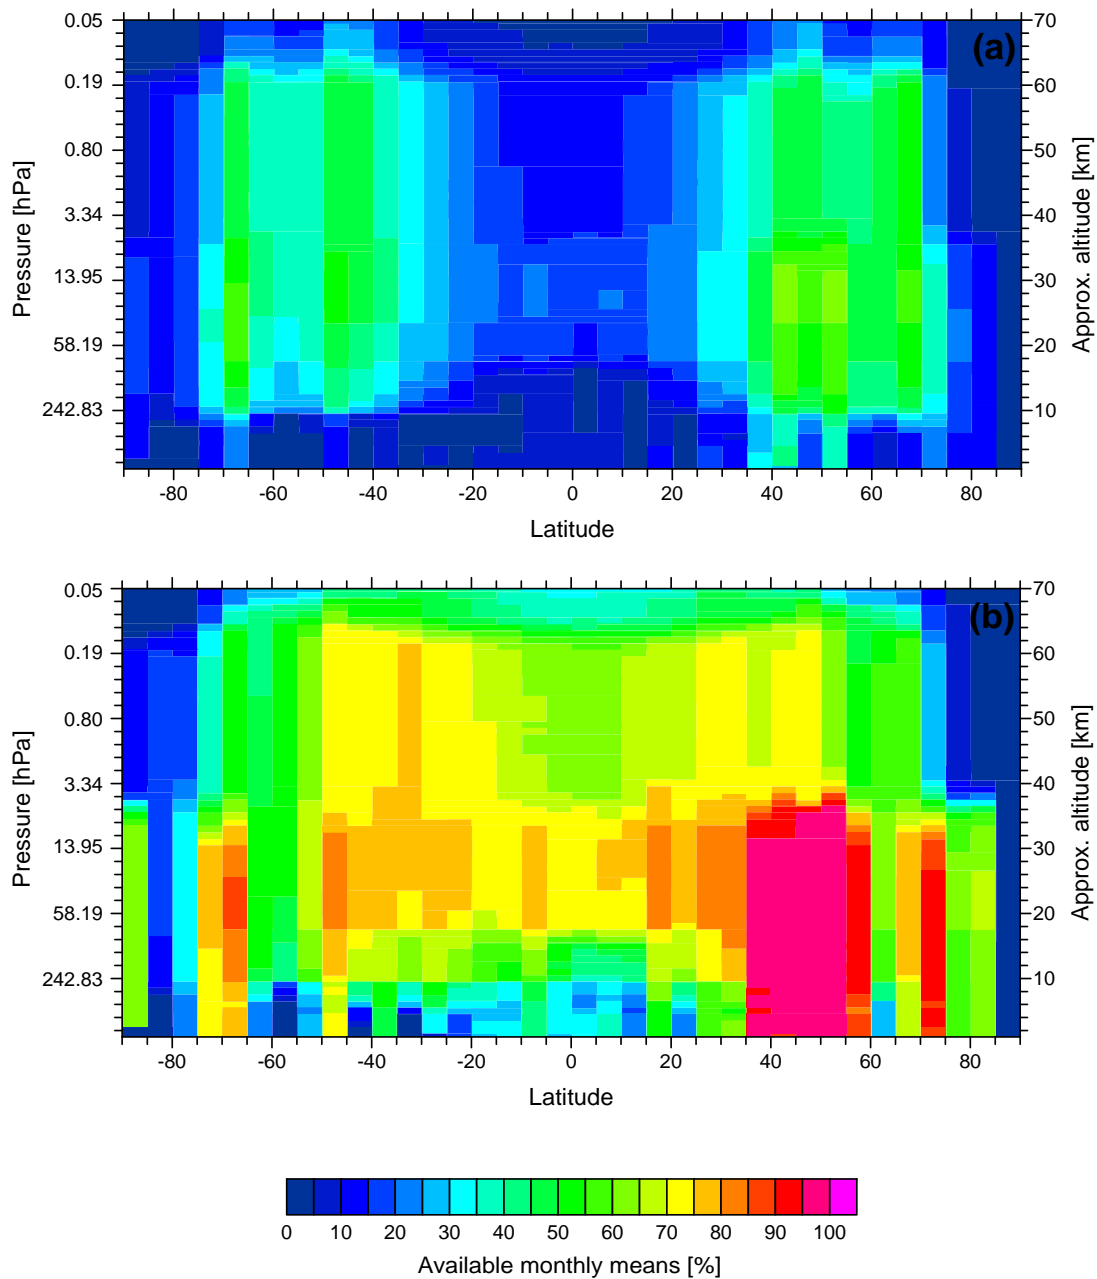 0.05
0.19
0.80
3.34
13.95
58.19
242.83
Pressure [hPa]
(a)
70
60
50
40
30
20
10
Approx. altitude [km]
-80 -60 -40 -20 0 20 40 60 80
Latitude
0.05
0.19
0.80
3.34
13.95
58.19
242.83
Pressure [hPa]
(b)
70
60
50
40
30
20
10
Approx. altitude [km]
-80 -60 -40 -20 0 20 40 60 80
Latitude
0 10 20 30 40 50 60 70 80 90 100
Available monthly means [%]